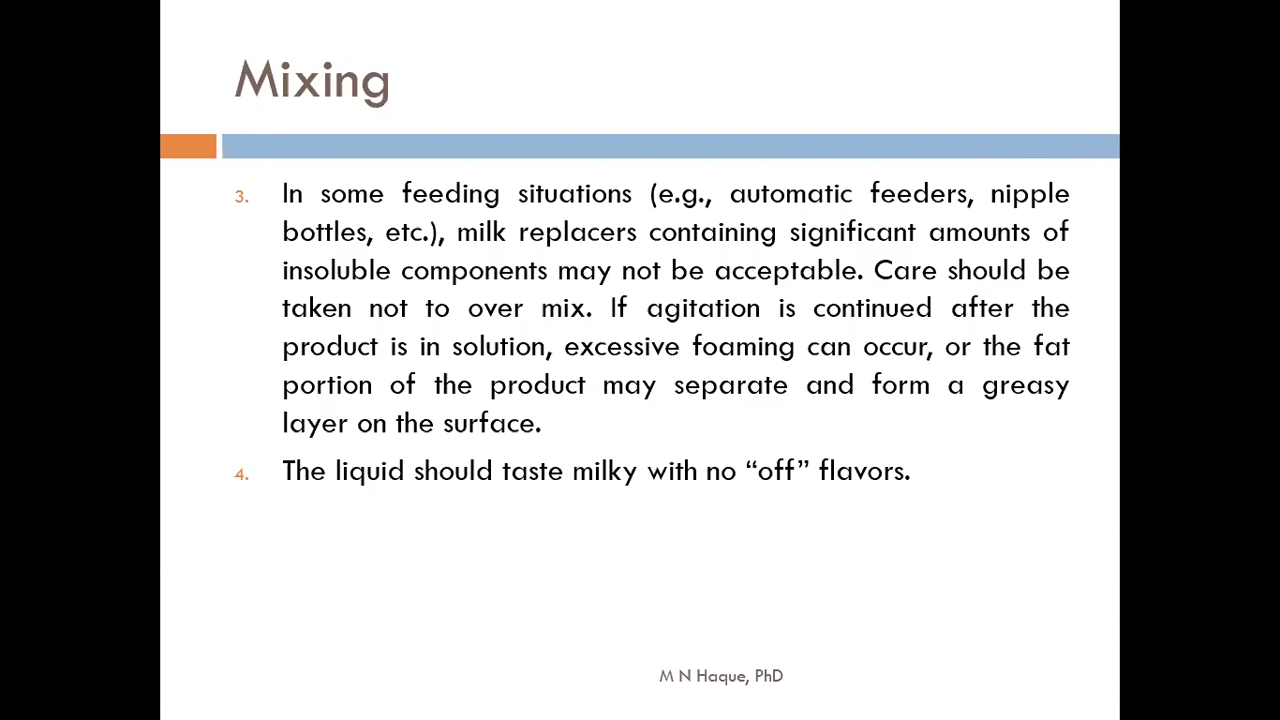 Mixing
3. In some feeding situations (e.g., automatic feeders, nipple
bottles, etc.), milk replacers containing significant amounts of
insoluble components may not be acceptable. Care should be
taken not to over mix. If agitation is continued after the
product is in solution, excessive foaming can occur, or the fat
portion of the product may separate and form a greasy
layer on the surface.
4. The liquid should taste milky with no “off” flavors.
M N Haque, PhD